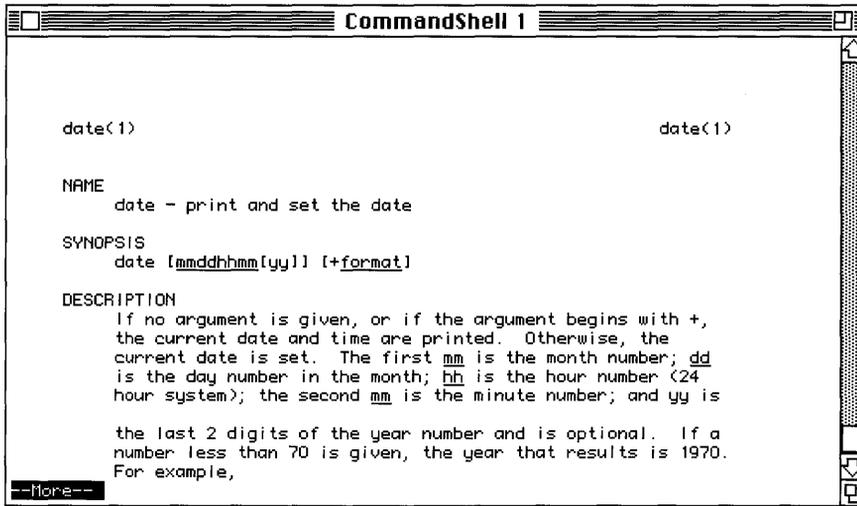 CommandShell 1
date(1) date(1)
NAME
date - print and set the date
SYNOPSIS
date [mmddhhmm[yy]] [+format]
DESCRIPTION
If no argument is given, or if the argument begins with +,
the current date and time are printed. Otherwise, the
current date is set. The first mm is the month number; dd
is the day number in the month; hh is the hour number (24
hour system); the second mm is the minute number; and yy is
the last 2 digits of the year number and is optional. If a
number less than 70 is given, the year that results is 1970.
For example,
--More--